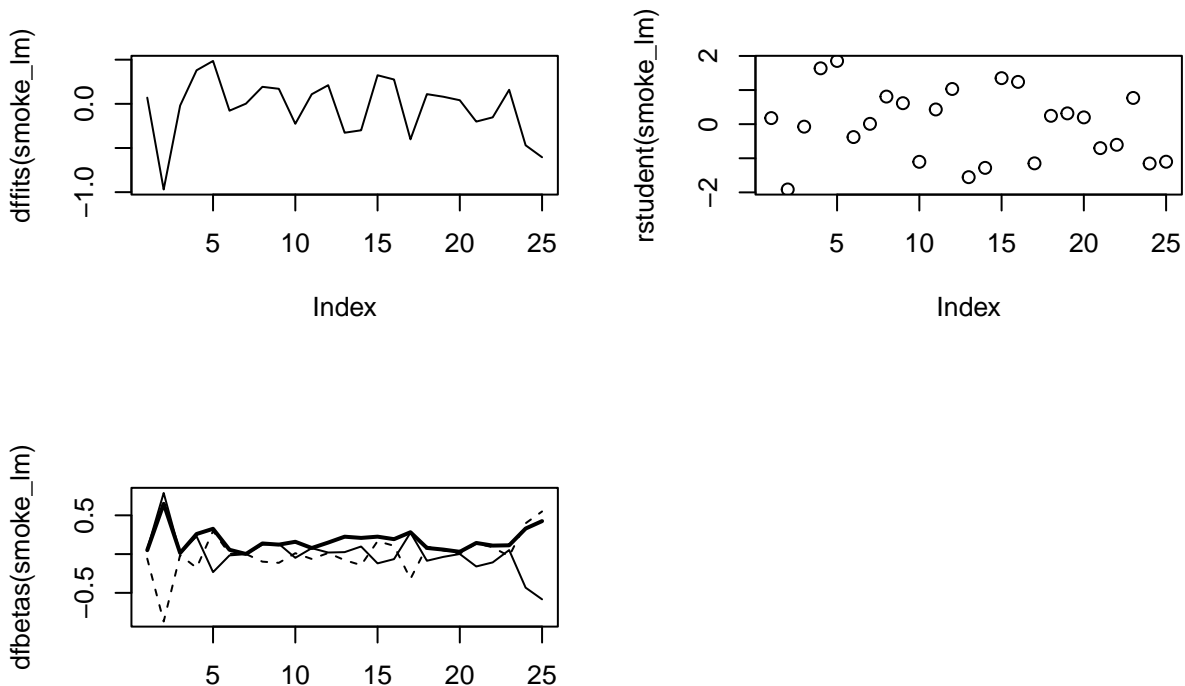 dffits(smoke_lm)
0.0
−1.0
5 10 15 20 25
Index
rstudent(smoke_lm)
2
0
−2
5 10 15 20 25
Index
dfbetas(smoke_lm)
0.5
−0.5
5 10 15 20 25